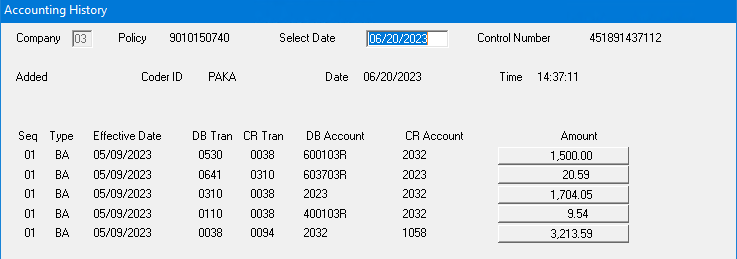 Accounting History
Company 03 Policy 9010150740 Select Date 06/20/2023 Control Number 451891437112
Added Coder ID PAKA Date 06/20/2023 Time 14:37:11
Seq Type Effective Date DB Tran CR Tran DB Account CR Account Amount
01 BA 05/09/2023 0530 0038 600103R 2032 1,500.00
01 BA 05/09/2023 0641 0310 603703R 2023 20.59
01 BA 05/09/2023 0310 0038 2023 2032 1,704.05
01 BA 05/09/2023 0110 0038 400103R 2032 9.54
01 BA 05/09/2023 0038 0094 2032 1058 3,213.59